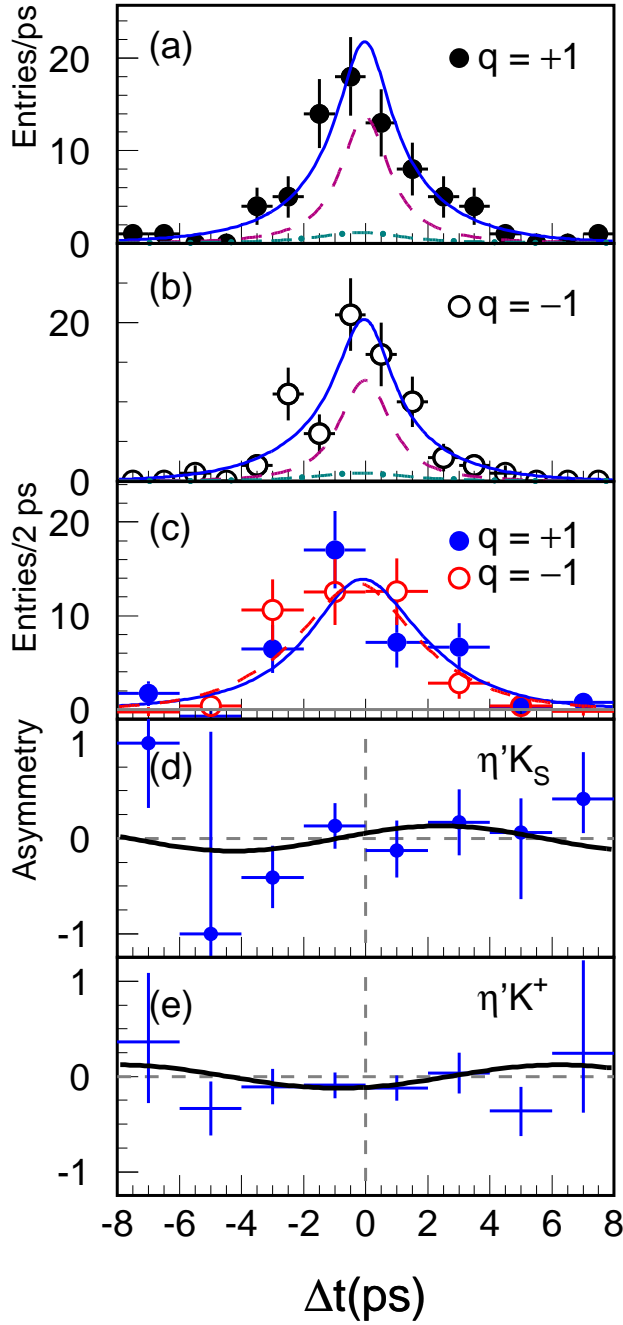 Entries/ps
(a)
q = +1
20
10
0
(b)
q = −1
20
0
Entries/2 ps
(c)
q = +1
q = −1
20
10
0
Asymmetry
(d)
η’K_S
1
0
-1
(e)
η’K⁺
1
0
-1
-8 -6 -4 -2 0 2 4 6 8
Δt(ps)